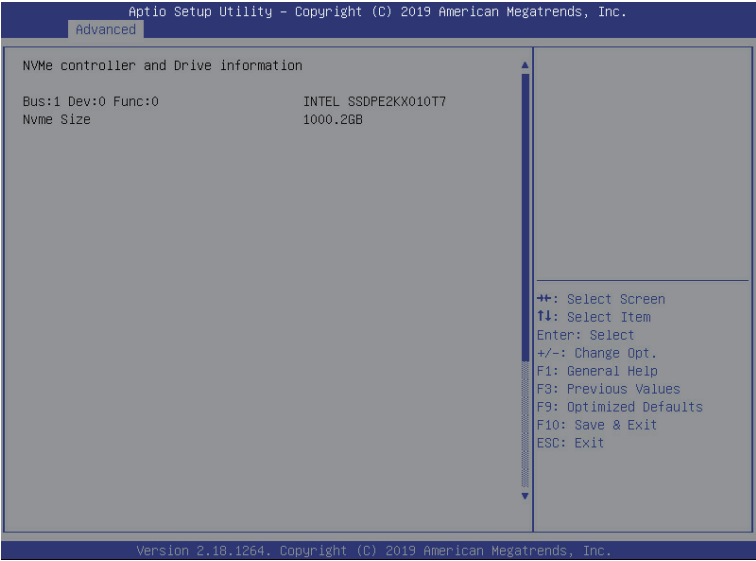 Aptio Setup Utility – Copyright (C) 2019 American Megatrends, Inc.
Advanced
NVMe controller and Drive information
Bus:1 Dev:0 Func:0 INTEL SSDPE2KX010T7
Nvme Size 1000.2GB
→←: Select Screen
↑↓: Select Item
Enter: Select
+/-: Change Opt.
F1: General Help
F3: Previous Values
F9: Optimized Defaults
F10: Save & Exit
ESC: Exit
Version 2.18.1264. Copyright (C) 2019 American Megatrends, Inc.